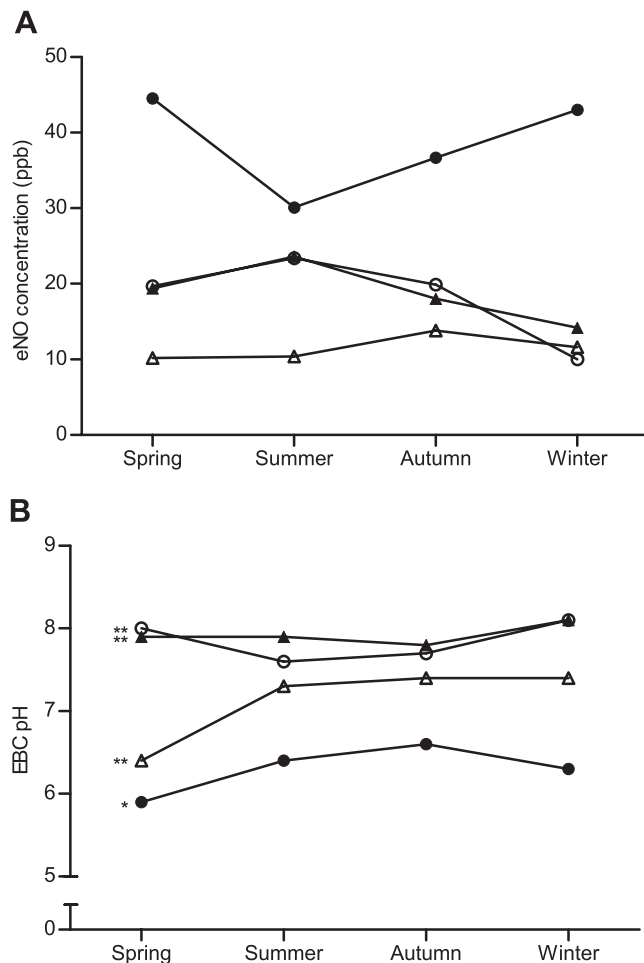 A
50
40
30
20
10
0
eNO concentration (ppb)
Spring Summer Autumn Winter
B
9
8
7
6
5
0
EBC pH
**
**
**
*
Spring Summer Autumn Winter